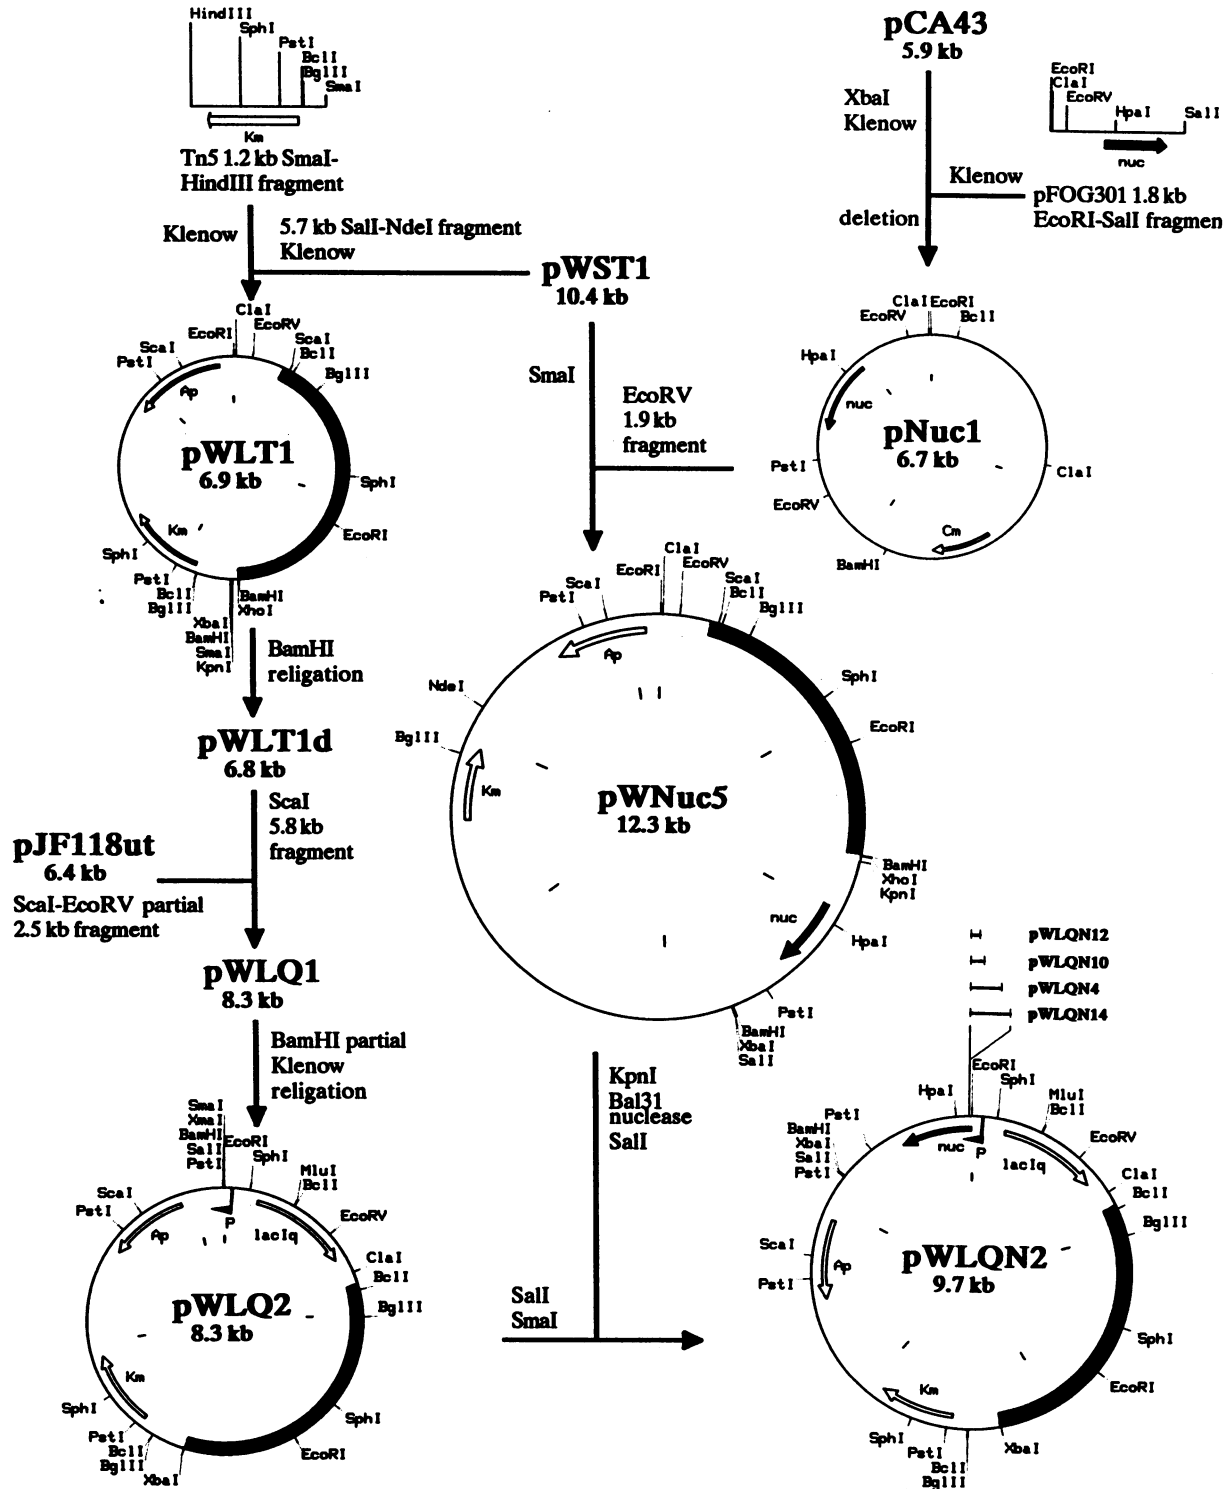 HindIII
SphI
PstI
BclI
BglII
SmaI
Km
Tn5 1.2 kb SmaI-
HindIII fragment
Klenow
5.7 kb SalI-NdeI fragment
Klenow
pWST1
10.4 kb
pCA43
5.9 kb
XbaI
Klenow
EcoRI
ClaI
EcoRV
HpaI
SalI
nuc
Klenow
pFOG301 1.8 kb
EcoRI-SalI fragmen
deletion
ClaI
EcoRI
EcoRV
ScaI
ScaI
BclI
PstI
BglII
Ap
pWLT1
6.9 kb
SphI
EcoRI
Km
SphI
PstI
BclI
BglII
XbaI
BamHI
SmaI
KpnI
BamHI
XhoI
SmaI
EcoRV
1.9 kb
fragment
ClaI
EcoRI
EcoRV
BclI
HpaI
nuc
pNuc1
6.7 kb
PstI
ClaI
EcoRV
Cm
BamHI
BamHI
religation
pWLT1d
6.8 kb
ScaI
5.8 kb
fragment
pJF118ut
6.4 kb
ScaI-EcoRV partial
2.5 kb fragment
pWLQ1
8.3 kb
BamHI partial
Klenow
religation
ClaI
EcoRI
EcoRV
ScaI
ScaI
BclI
PstI
BglII
Ap
NdeI
SphI
BglII
EcoRI
Km
pWNuc5
12.3 kb
BamHI
XhoI
KpnI
nuc
HpaI
PstI
BamHI
XbaI
SalI
KpnI
Bal31
nuclease
SalI
SalI
SmaI
SmaI
XmaI
BamHI
SalI
PstI
EcoRI
SphI
MluI
BclI
ScaI
PstI
EcoRV
Ap
P
lacIq
ClaI
BclI
BglII
pWLQ2
8.3 kb
Km
SphI
PstI
BclI
BglII
XbaI
SphI
EcoRI
pWLQN12
pWLQN10
pWLQN4
pWLQN14
EcoRI
HpaI
SphI
MluI
BclI
PstI
BamHI
XbaI
SalI
PstI
EcoRV
nuc
P
lacIq
ClaI
BclI
BglII
ScaI
PstI
Ap
pWLQN2
9.7 kb
SphI
EcoRI
Km
SphI
PstI
BclI
BglII
XbaI